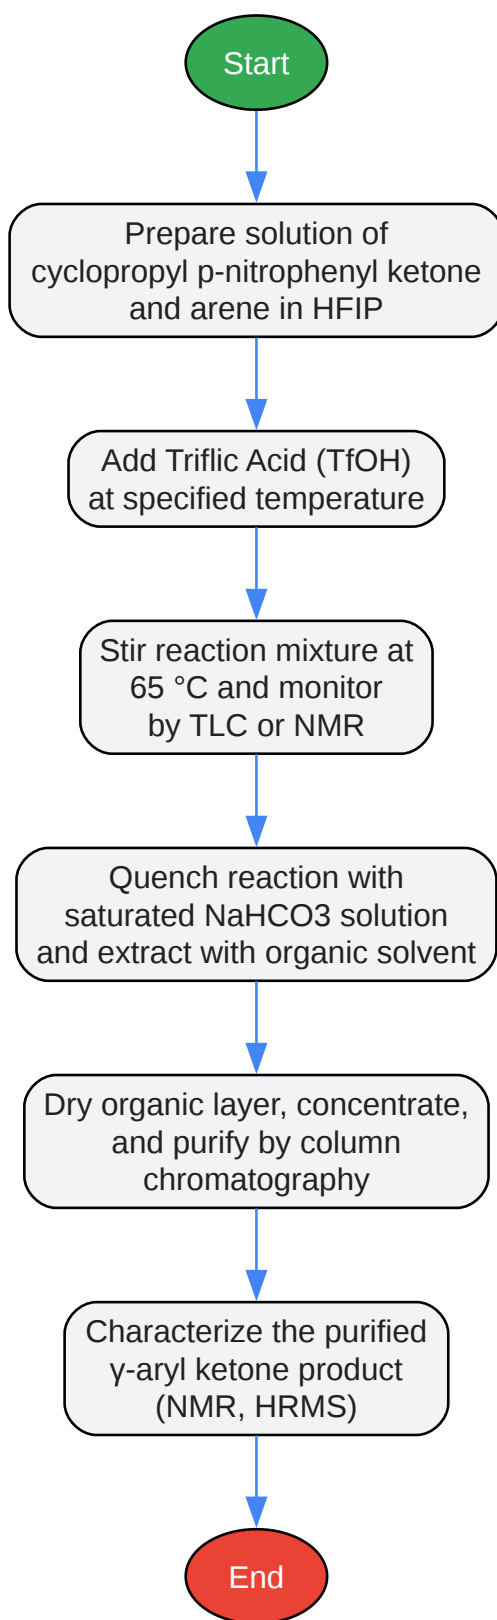 Start
Prepare solution of
cyclopropyl p-nitrophenyl ketone
and arene in HFIP
Add Triflic Acid (TfOH)
at specified temperature
Stir reaction mixture at
65 °C and monitor
by TLC or NMR
Quench reaction with
saturated NaHCO3 solution
and extract with organic solvent
Dry organic layer, concentrate,
and purify by column
chromatography
Characterize the purified
γ-aryl ketone product
(NMR, HRMS)
End